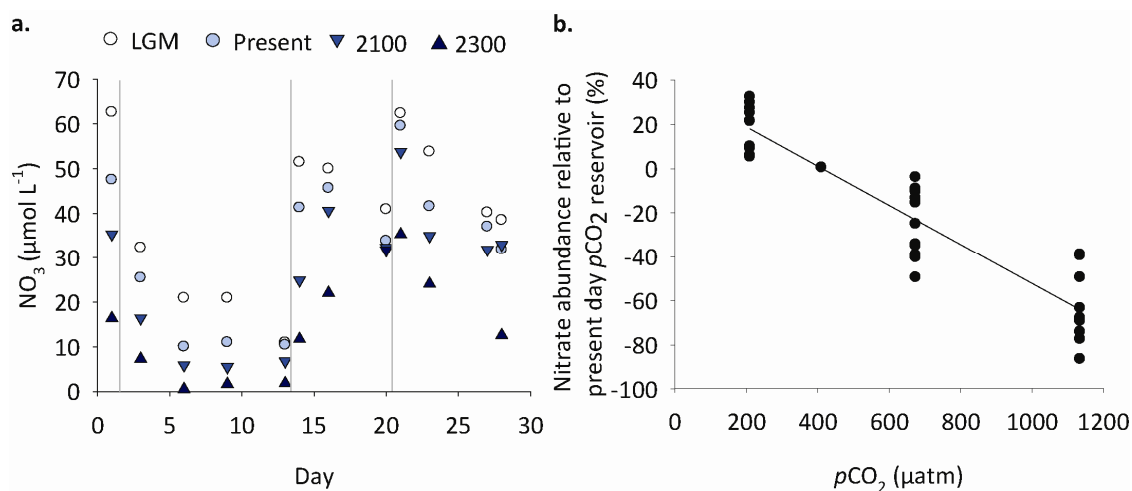 a.
LGM Present 2100 2300
70
60
50
40
30
20
10
0
NO3 (µmol L-1)
0 5 10 15 20 25 30
Day
b.
40
20
0
-20
-40
-60
-80
-100
Nitrate abundance relative to
present day pCO2 reservoir (%)
0 200 400 600 800 1000 1200
pCO2 (µatm)